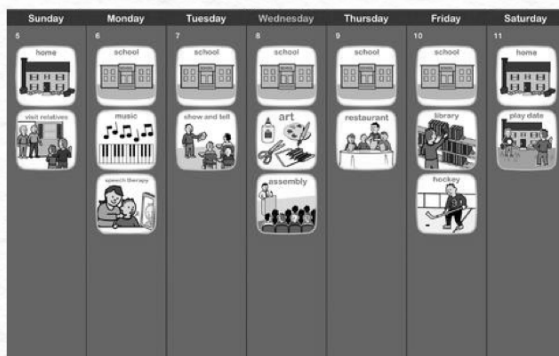 Sunday Monday Tuesday Wednesday Thursday Friday Saturday
5 6 7 8 9 10 11
home school school school school school home
visit relatives music show and tell art restaurant library play date
speech therapy assembly hockey